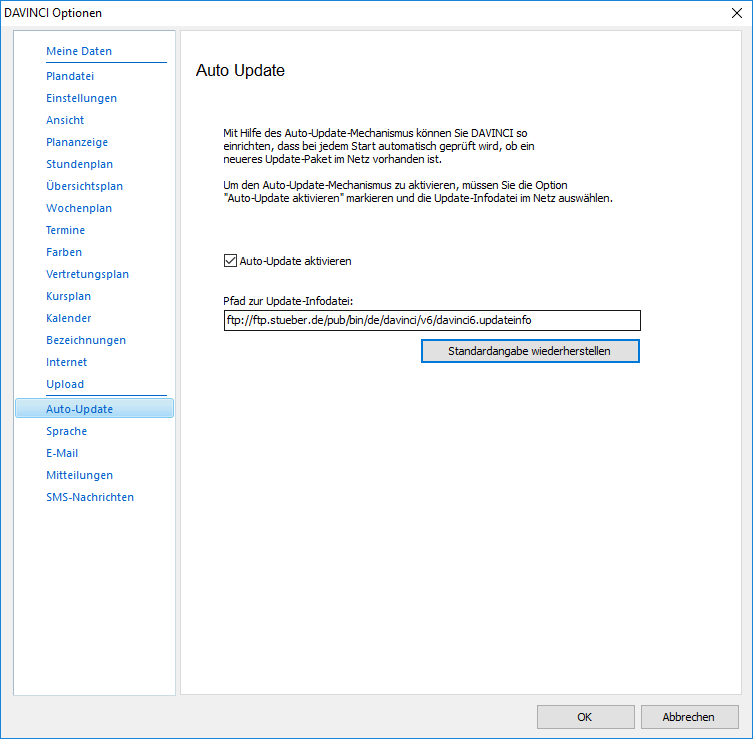 DAVINCI Optionen
Meine Daten
Plandatei
Einstellungen
Ansicht
Plananzeige
Stundenplan
Übersichtsplan
Wochenplan
Termine
Farben
Vertretungsplan
Kursplan
Kalender
Bezeichnungen
Internet
Upload
Auto-Update
Sprache
E-Mail
Mitteilungen
SMS-Nachrichten
Auto Update
Mit Hilfe des Auto-Update-Mechanismus können Sie DAVINCI so
einrichten, dass bei jedem Start automatisch geprüft wird, ob ein
neueres Update-Paket im Netz vorhanden ist.
Um den Auto-Update-Mechanismus zu aktivieren, müssen Sie die Option
"Auto-Update aktivieren" markieren und die Update-Infodatei im Netz auswählen.
Auto-Update aktivieren
Pfad zur Update-Infodatei:
ftp://ftp.stueber.de/pub/bin/de/davinci/v6/davinci6.updateinfo
Standardangabe wiederherstellen
OK
Abbrechen